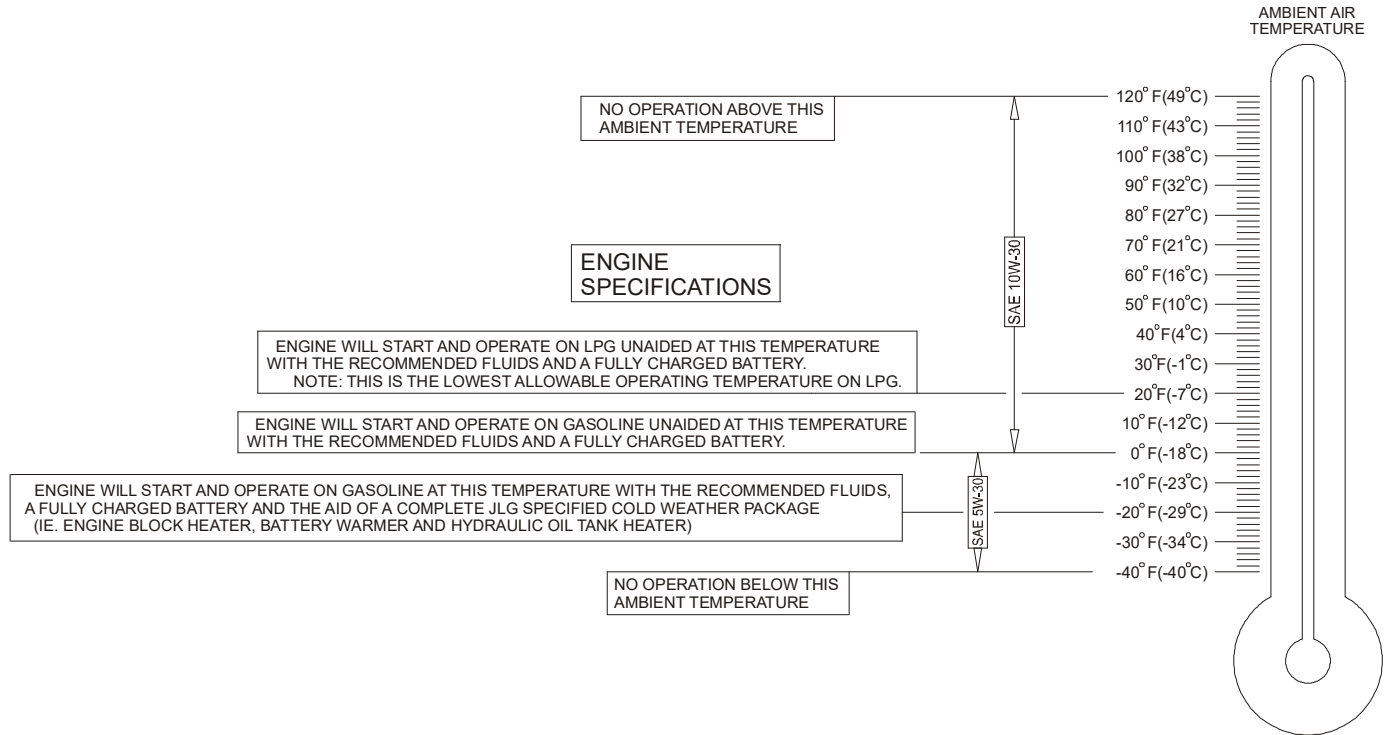 AMBIENT AIR
TEMPERATURE
120° F(49°C)
NO OPERATION ABOVE THIS
AMBIENT TEMPERATURE
110° F(43°C)
100° F(38°C)
90° F(32°C)
80° F(27°C)
70° F(21°C)
60° F(16°C)
50° F(10°C)
40°F(4°C)
30°F(-1°C)
20°F(-7°C)
10°F(-12°C)
0°F(-18°C)
-10°F(-23°C)
-20°F(-29°C)
-30°F(-34°C)
-40°F(-40°C)
SAE 10W-30
ENGINE
SPECIFICATIONS
ENGINE WILL START AND OPERATE ON LPG UNAIDED AT THIS TEMPERATURE
WITH THE RECOMMENDED FLUIDS AND A FULLY CHARGED BATTERY.
NOTE: THIS IS THE LOWEST ALLOWABLE OPERATING TEMPERATURE ON LPG.
ENGINE WILL START AND OPERATE ON GASOLINE UNAIDED AT THIS TEMPERATURE
WITH THE RECOMMENDED FLUIDS AND A FULLY CHARGED BATTERY.
ENGINE WILL START AND OPERATE ON GASOLINE AT THIS TEMPERATURE WITH THE RECOMMENDED FLUIDS,
A FULLY CHARGED BATTERY AND THE AID OF A COMPLETE JLG SPECIFIED COLD WEATHER PACKAGE
(IE. ENGINE BLOCK HEATER, BATTERY WARMER AND HYDRAULIC OIL TANK HEATER)
SAE 5W-30
NO OPERATION BELOW THIS
AMBIENT TEMPERATURE